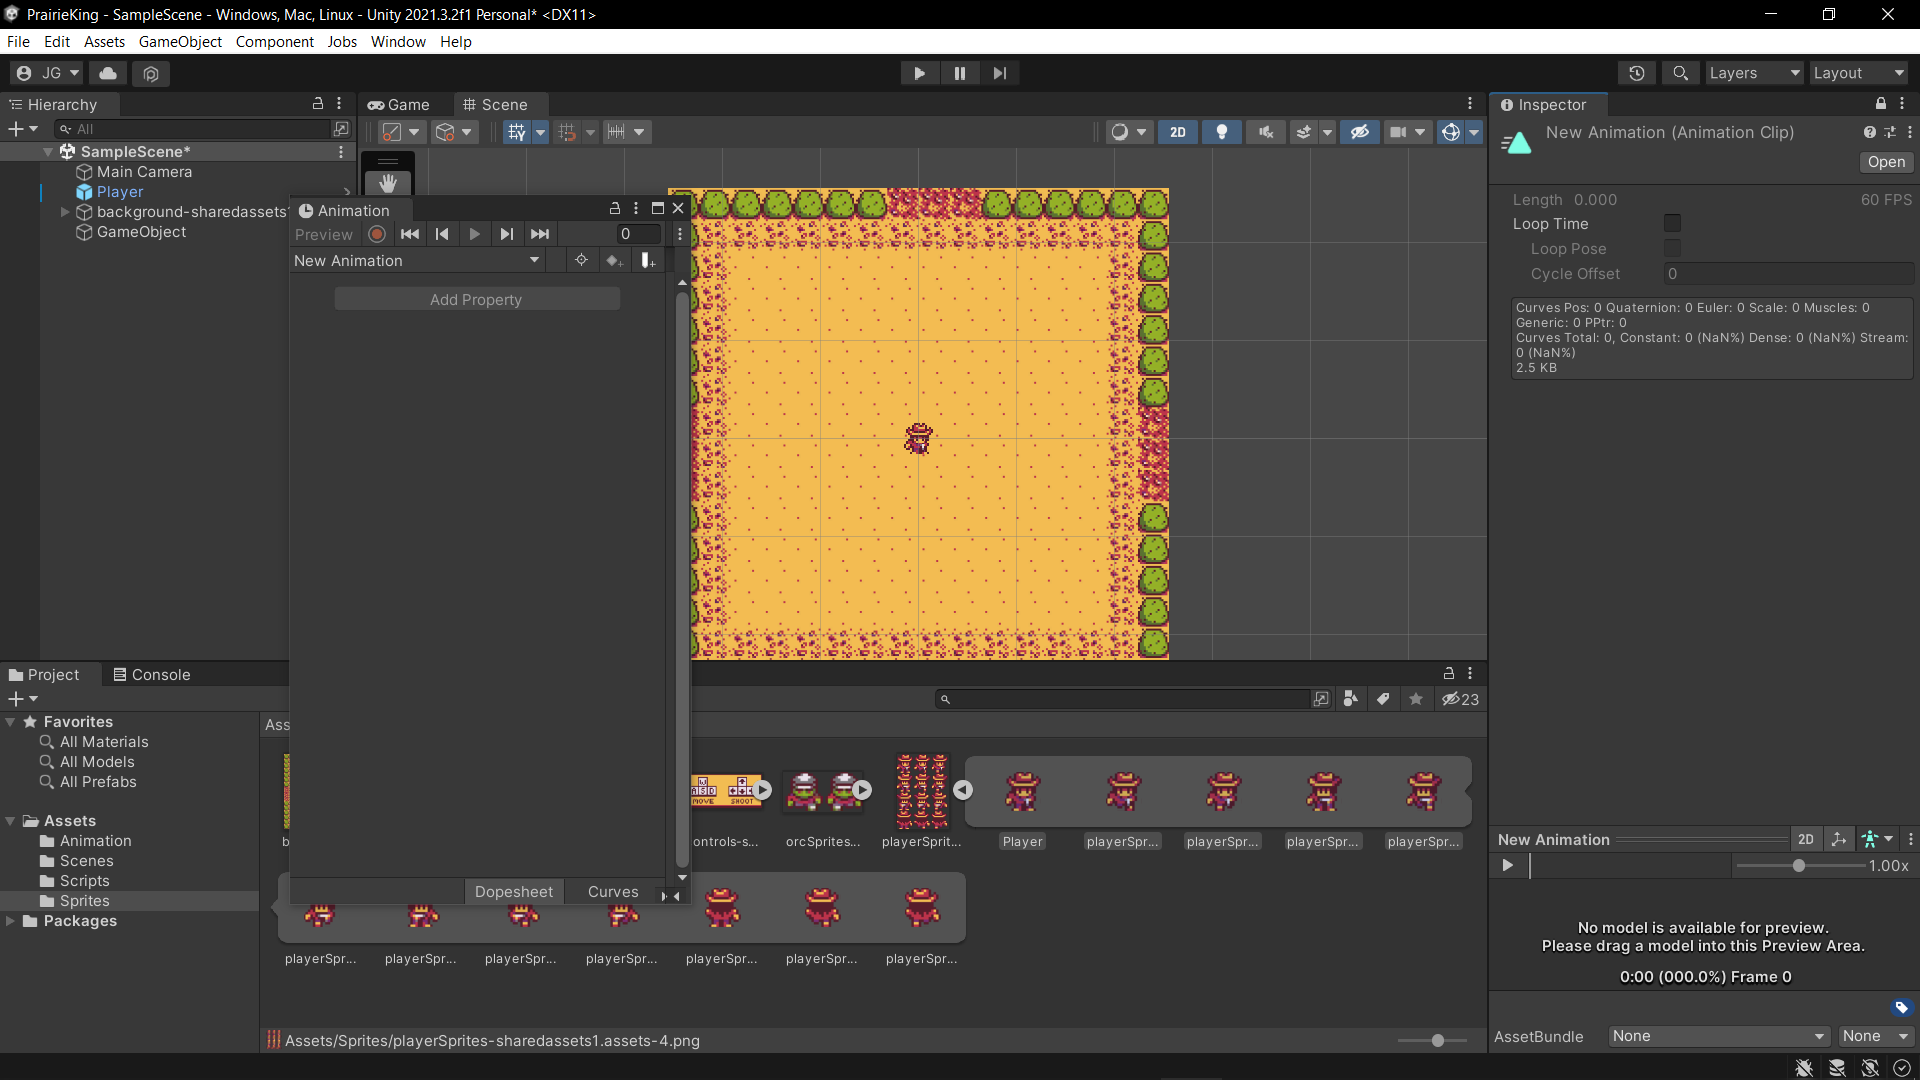 PrairieKing - SampleScene - Windows, Mac, Linux - Unity 2021.3.2f1 Personal* <DX11>
File Edit Assets GameObject Component Jobs Window Help
JG
Layers
Layout
Hierarchy
All
SampleScene*
Main Camera
Player
background-sharedassets1
GameObject
Game
Scene
2D
Animation
Preview
0
New Animation
Add Property
Dopesheet
Curves
Inspector
New Animation (Animation Clip)
Open
Length 0.000
60 FPS
Loop Time
Loop Pose
Cycle Offset
0
Curves Pos: 0 Quaternion: 0 Euler: 0 Scale: 0 Muscles: 0
Generic: 0 PPtr: 0
Curves Total: 0, Constant: 0 (NaN%) Dense: 0 (NaN%) Stream:
0 (NaN%)
2.5 KB
Project
Console
23
Favorites
All Materials
All Models
All Prefabs
Assets
Animation
Scenes
Scripts
Sprites
Packages
Ass
W
A S D
MOVE SHOOT
b
ontrols-s...
orcSprites...
playerSprit...
Player
playerSpr...
playerSpr...
playerSpr...
playerSpr...
playerSpr...
playerSpr...
playerSpr...
playerSpr...
playerSpr...
playerSpr...
playerSpr...
Assets/Sprites/playerSprites-sharedassets1.assets-4.png
New Animation
2D
1.00x
No model is available for preview.
Please drag a model into this Preview Area.
0:00 (000.0%) Frame 0
AssetBundle
None
None